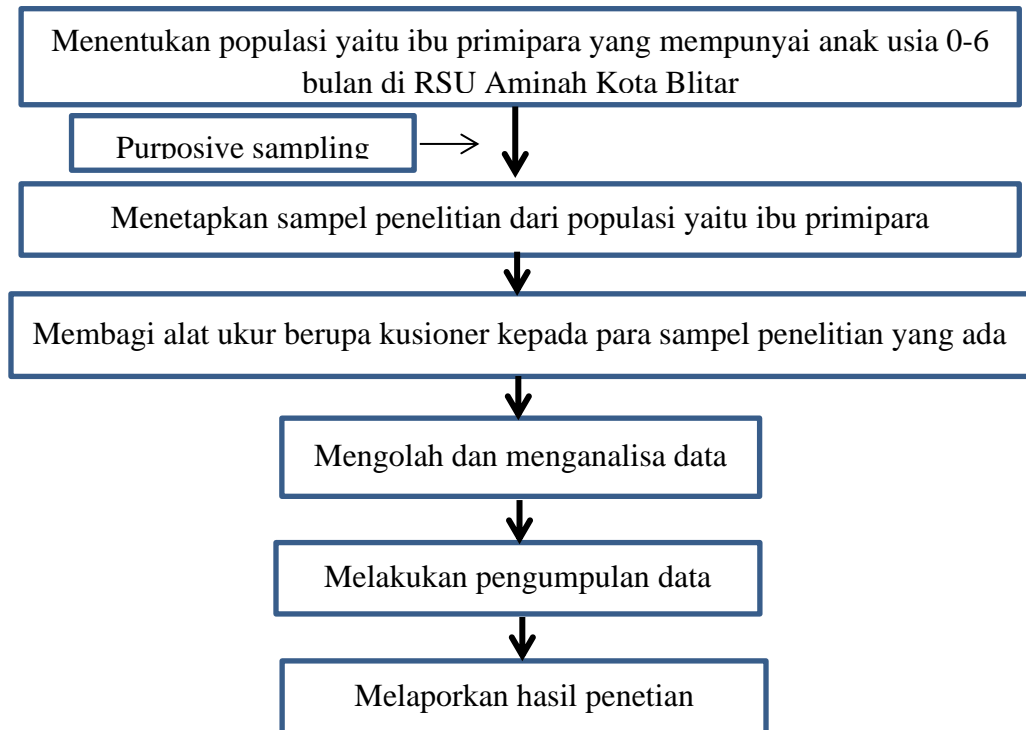 Menentukan populasi yaitu ibu primipara yang mempunyai anak usia 0-6
bulan di RSU Aminah Kota Blitar
Purposive sampling
Menetapkan sampel penelitian dari populasi yaitu ibu primipara
Membagi alat ukur berupa kusioner kepada para sampel penelitian yang ada
Mengolah dan menganalisa data
Melakukan pengumpulan data
Melaporkan hasil penetian